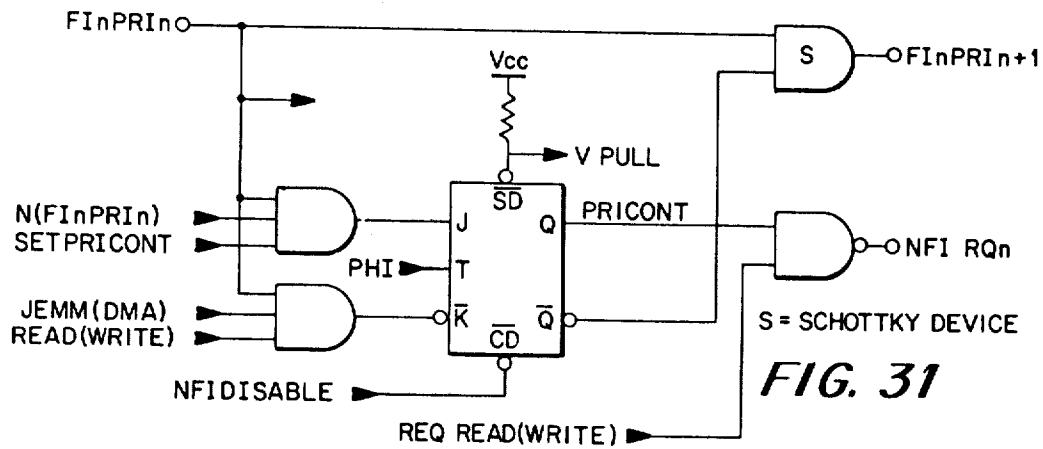 FInPRIn
S
FInPRIn+1
Vcc
V PULL
N(FInPRIn)
SETPRICONT
SD
J
Q
PRICONT
PHI
T
NFI RQn
JEMM(DMA)
READ(WRITE)
K
Q
CD
S = SCHOTTKY DEVICE
NFIDISABLE
FIG. 31
REQ READ(WRITE)